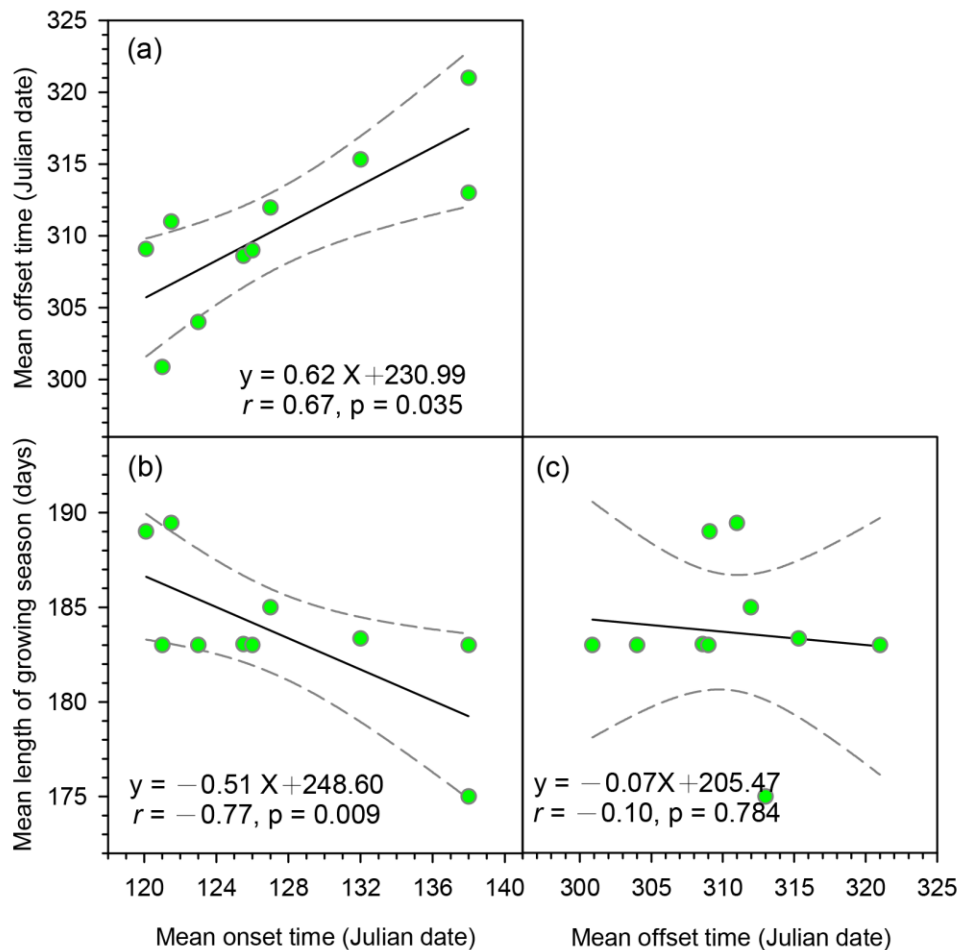 325
320
315
310
305
300
Mean offset time (Julian date)
(a)
y = 0.62 X+230.99
r = 0.67, p = 0.035
190
185
180
175
Mean length of growing season (days)
(b)
y = −0.51 X+248.60
r = −0.77, p = 0.009
(c)
y = −0.07X+205.47
r = −0.10, p = 0.784
120 124 128 132 136 140
300 305 310 315 320 325
Mean onset time (Julian date)
Mean offset time (Julian date)